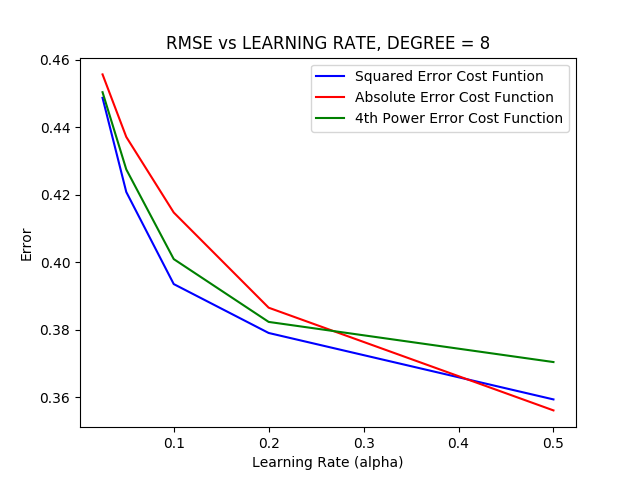 RMSE vs LEARNING RATE, DEGREE = 8
Squared Error Cost Funtion
Absolute Error Cost Function
4th Power Error Cost Function
Error
0.46
0.44
0.42
0.40
0.38
0.36
0.1 0.2 0.3 0.4 0.5
Learning Rate (alpha)